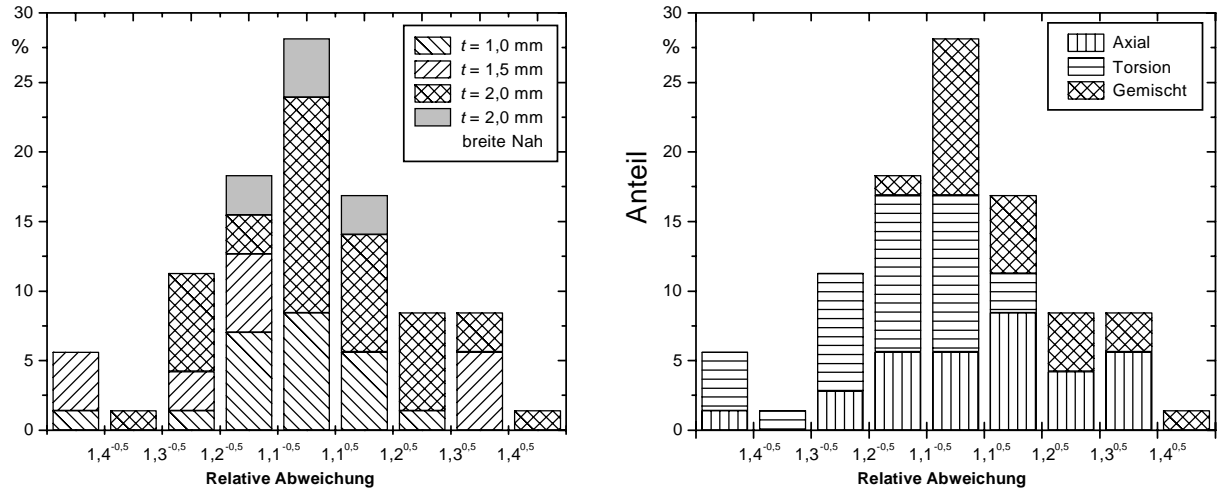 30
25
20
15
10
5
0
%
t = 1,0 mm
t = 1,5 mm
t = 2,0 mm
t = 2,0 mm
breite Nah
1,4^-0,5 1,3^-0,5 1,2^-0,5 1,1^-0,5 1,1^0,5 1,2^0,5 1,3^0,5 1,4^0,5
Relative Abweichung
30
25
20
15
10
5
0
%
Anteil
Axial
Torsion
Gemischt
1,4^-0,5 1,3^-0,5 1,2^-0,5 1,1^-0,5 1,1^0,5 1,2^0,5 1,3^0,5 1,4^0,5
Relative Abweichung